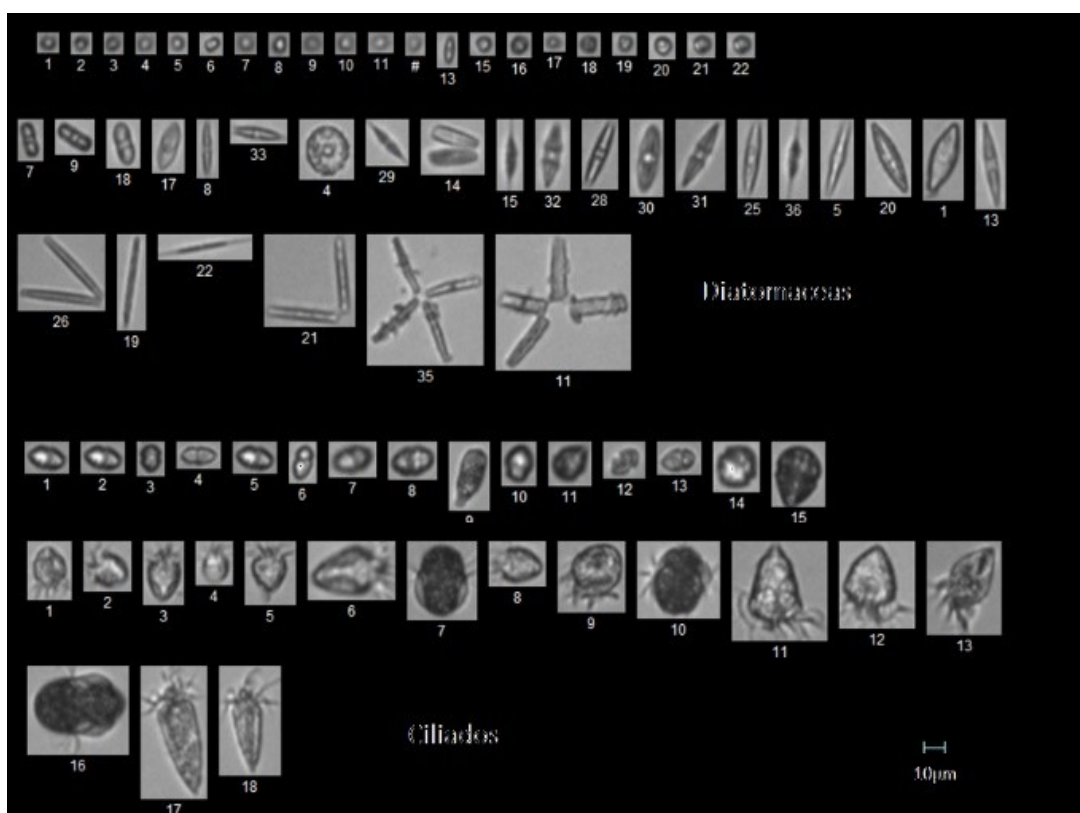 1 2 3 4 5 6 7 8 9 10 11 # 13 15 16 17 18 19 20 21 22
7 9 18 17 8 33 4 29 14 15 32 28 30 31 25 36 5 20 1 13
26 19 22 21 35 11
Diatomaceas
1 2 3 4 5 6 7 8 9 10 11 12 13 14 15
1 2 3 4 5 6 7 8 9 10 11 12 13
16 17 18
Ciliados
10µm